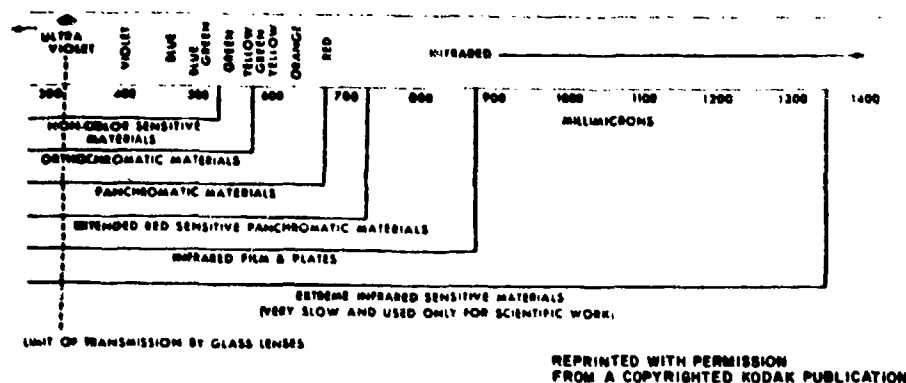 ULTRA VIOLET
VIOLET
BLUE
BLUE GREEN
GREEN
YELLOW GREEN
YELLOW
ORANGE
RED
INFRARED
300 400 500 600 700 800 900 1000 1100 1200 1300 1400
MILLIMICRONS
NON-COLOR SENSITIVE
MATERIALS
ORTHOCHROMATIC MATERIALS
PANCHROMATIC MATERIALS
EXTENDED RED SENSITIVE PANCHROMATIC MATERIALS
INFRARED FILM & PLATES
EXTREME INFRARED SENSITIVE MATERIALS
(VERY SLOW AND USED ONLY FOR SCIENTIFIC WORK)
LIMIT OF TRANSMISSION BY GLASS LENSES
REPRINTED WITH PERMISSION
FROM A COPYRIGHTED KODAK PUBLICATION